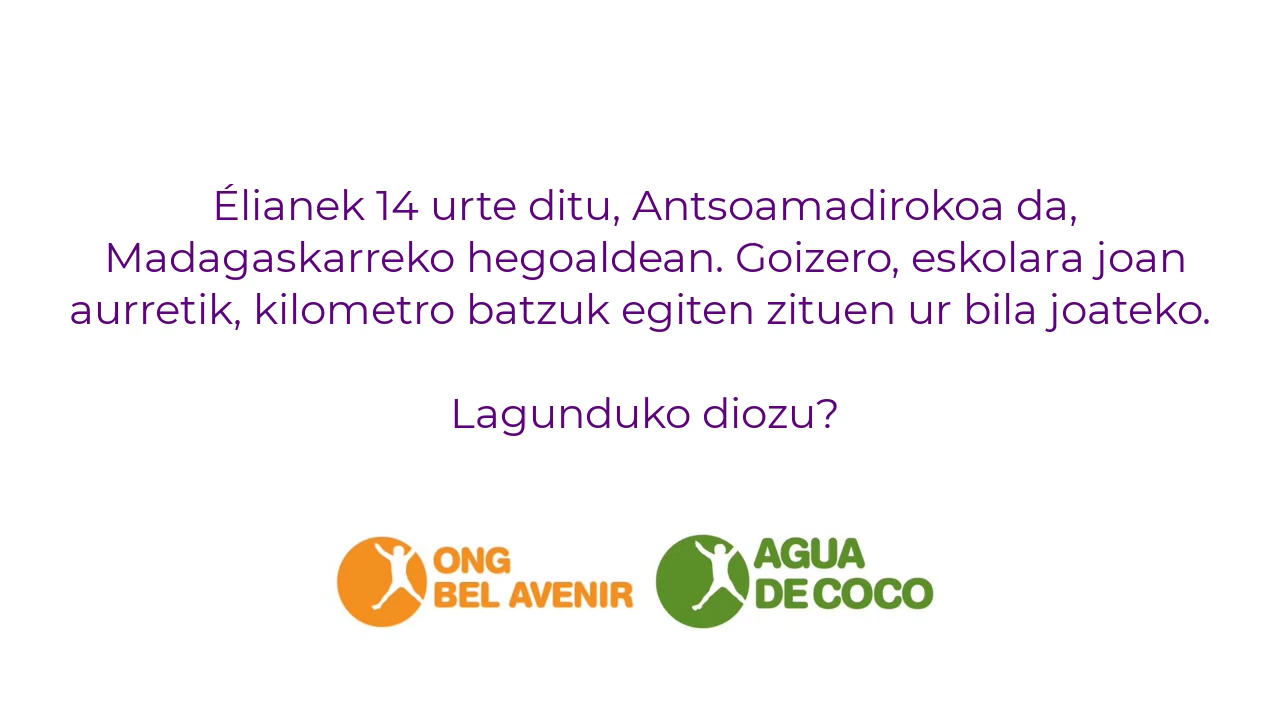 Élianek 14 urte ditu, Antsoamadirokoa da,
Madagaskarreko hegoaldean. Goizero, eskolara joan
aurretik, kilometro batzuk egiten zituen ur bila joateko.
Lagunduko diozu?
ONG
BEL AVENIR
AGUA
DE COCO